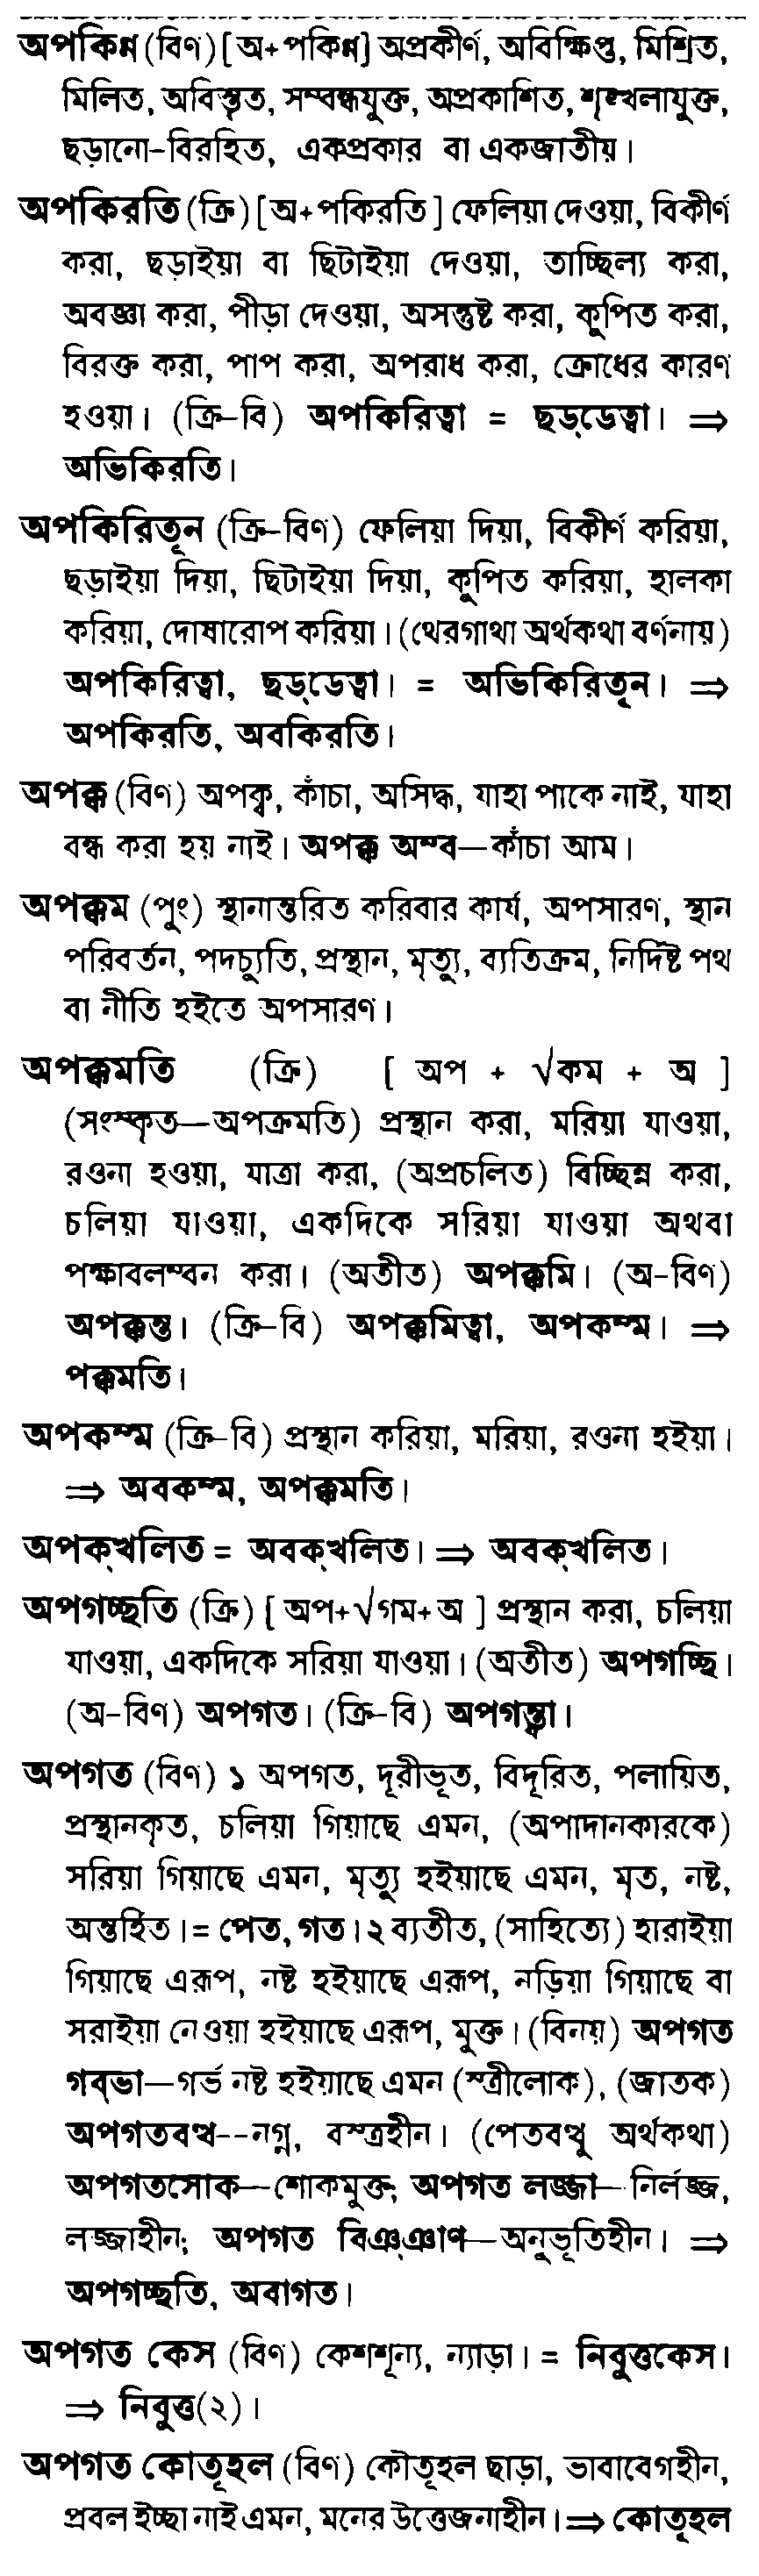 অপকিন্ন (বিণ) [ অ+ পকিন্ন] অপ্রকীর্ণ, অবিক্ষিপ্ত, মিশ্রিত,
মিলিত, অবিস্তৃত, সম্বন্ধযুক্ত, অপ্রকাশিত, শৃঙ্খলাযুক্ত,
ছড়ানো-বিরহিত, একপ্রকার বা একজাতীয়।
অপকিরতি (ক্রি) [ অ+পকিরতি ] ফেলিয়া দেওয়া, বিকীর্ণ
করা, ছড়াইয়া বা ছিটাইয়া দেওয়া, তাচ্ছিল্য করা,
অবজ্ঞা করা, পীড়া দেওয়া, অসন্তুষ্ট করা, কুপিত করা,
বিরক্ত করা, পাপ করা, অপরাধ করা, ক্রোধের কারণ
হওয়া। (ক্রি-বি) অপকিরিত্বা = ছড্ডেত্বা। ⇒
অভিকিরতি।
অপকিরিতূন (ক্রি-বিণ) ফেলিয়া দিয়া, বিকীর্ণ করিয়া,
ছড়াইয়া দিয়া, ছিটাইয়া দিয়া, কুপিত করিয়া, হালকা
করিয়া, দোষারোপ করিয়া। (থেরগাথা অর্থকথা বর্ণনায়)
অপকিরিত্বা, ছড্ডেত্বা। = অভিকিরিতূন। ⇒
অপকিরতি, অবকিরতি।
অপক্ক (বিণ) অপক্ব, কাঁচা, অসিদ্ধ, যাহা পাকে নাই, যাহা
বন্ধ করা হয় নাই। অপক্ক অম্ব—কাঁচা আম।
অপক্কম (পুং) স্থানান্তরিত করিবার কার্য, অপসারণ, স্থান
পরিবর্তন, পদচ্যুতি, প্রস্থান, মৃত্যু, ব্যতিক্রম, নির্দিষ্ট পথ
বা নীতি হইতে অপসারণ।
অপক্কমতি (ক্রি) [ অপ + √কম + অ ]
(সংস্কৃত—অপক্রমতি) প্রস্থান করা, মরিয়া যাওয়া,
রওনা হওয়া, যাত্রা করা, (অপ্রচলিত) বিচ্ছিন্ন করা,
চলিয়া যাওয়া, একদিকে সরিয়া যাওয়া অথবা
পক্ষাবলম্বন করা। (অতীত) অপক্কমি। (অ-বিণ)
অপক্কন্ত। (ক্রি-বি) অপক্কমিত্বা, অপকম্ম। ⇒
পক্কমতি।
অপকম্ম (ক্রি-বি) প্রস্থান করিয়া, মরিয়া, রওনা হইয়া।
⇒ অবকম্ম, অপক্কমতি।
অপক্খলিত = অবক্খলিত। ⇒ অবক্খলিত।
অপগচ্ছতি (ক্রি) [ অপ+√গম+ অ ] প্রস্থান করা, চলিয়া
যাওয়া, একদিকে সরিয়া যাওয়া। (অতীত) অপগচ্ছি।
(অ-বিণ) অপগত। (ক্রি-বি) অপগন্ত্বা।
অপগত (বিণ) ১ অপগত, দূরীভূত, বিদূরিত, পলায়িত,
প্রস্থানকৃত, চলিয়া গিয়াছে এমন, (অপাদানকারকে)
সরিয়া গিয়াছে এমন, মৃত্যু হইয়াছে এমন, মৃত, নষ্ট,
অন্তর্হিত। = পেত, গত। ২ ব্যতীত, (সাহিত্যে) হারাইয়া
গিয়াছে এরূপ, নষ্ট হইয়াছে এরূপ, নড়িয়া গিয়াছে বা
সরাইয়া নেওয়া হইয়াছে এরূপ, মুক্ত। (বিনয়) অপগত
গব্ভা—গর্ভ নষ্ট হইয়াছে এমন (স্ত্রীলোক), (জাতক)
অপগতবত্থ--নগ্ন, বস্ত্রহীন। (পেতবত্থু অর্থকথা)
অপগতসোক—শোকমুক্ত; অপগত লজ্জা—নির্লজ্জ,
লজ্জাহীন; অপগত বিঞ্ঞাণ—অনুভূতিহীন। ⇒
অপগচ্ছতি, অবাগত।
অপগত কেস (বিণ) কেশশূন্য, ন্যাড়া। = নিবুত্তকেস।
⇒ নিবুত্ত(২)।
অপগত কোতূহল (বিণ) কৌতূহল ছাড়া, ভাবাবেগহীন,
প্রবল ইচ্ছা নাই এমন, মনের উত্তেজনাহীন। ⇒ কোতূহল